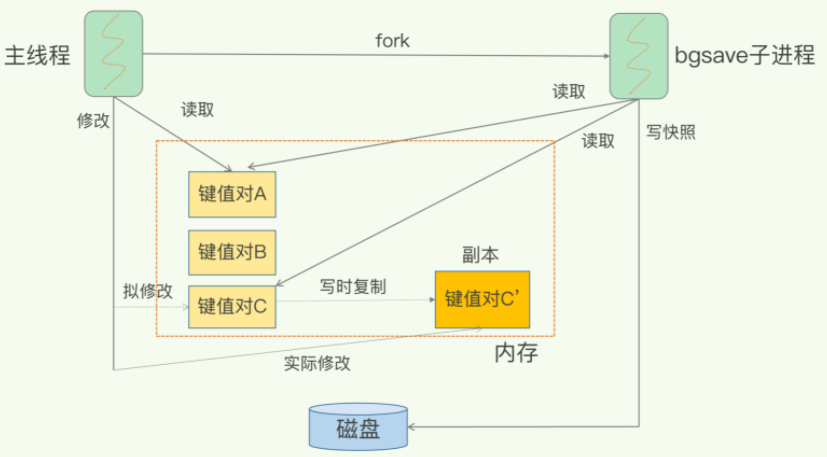 主线程
fork
bgsave子进程
修改
读取
读取
读取
写快照
键值对A
键值对B
副本
拟修改
键值对C
写时复制
键值对C’
实际修改
内存
磁盘